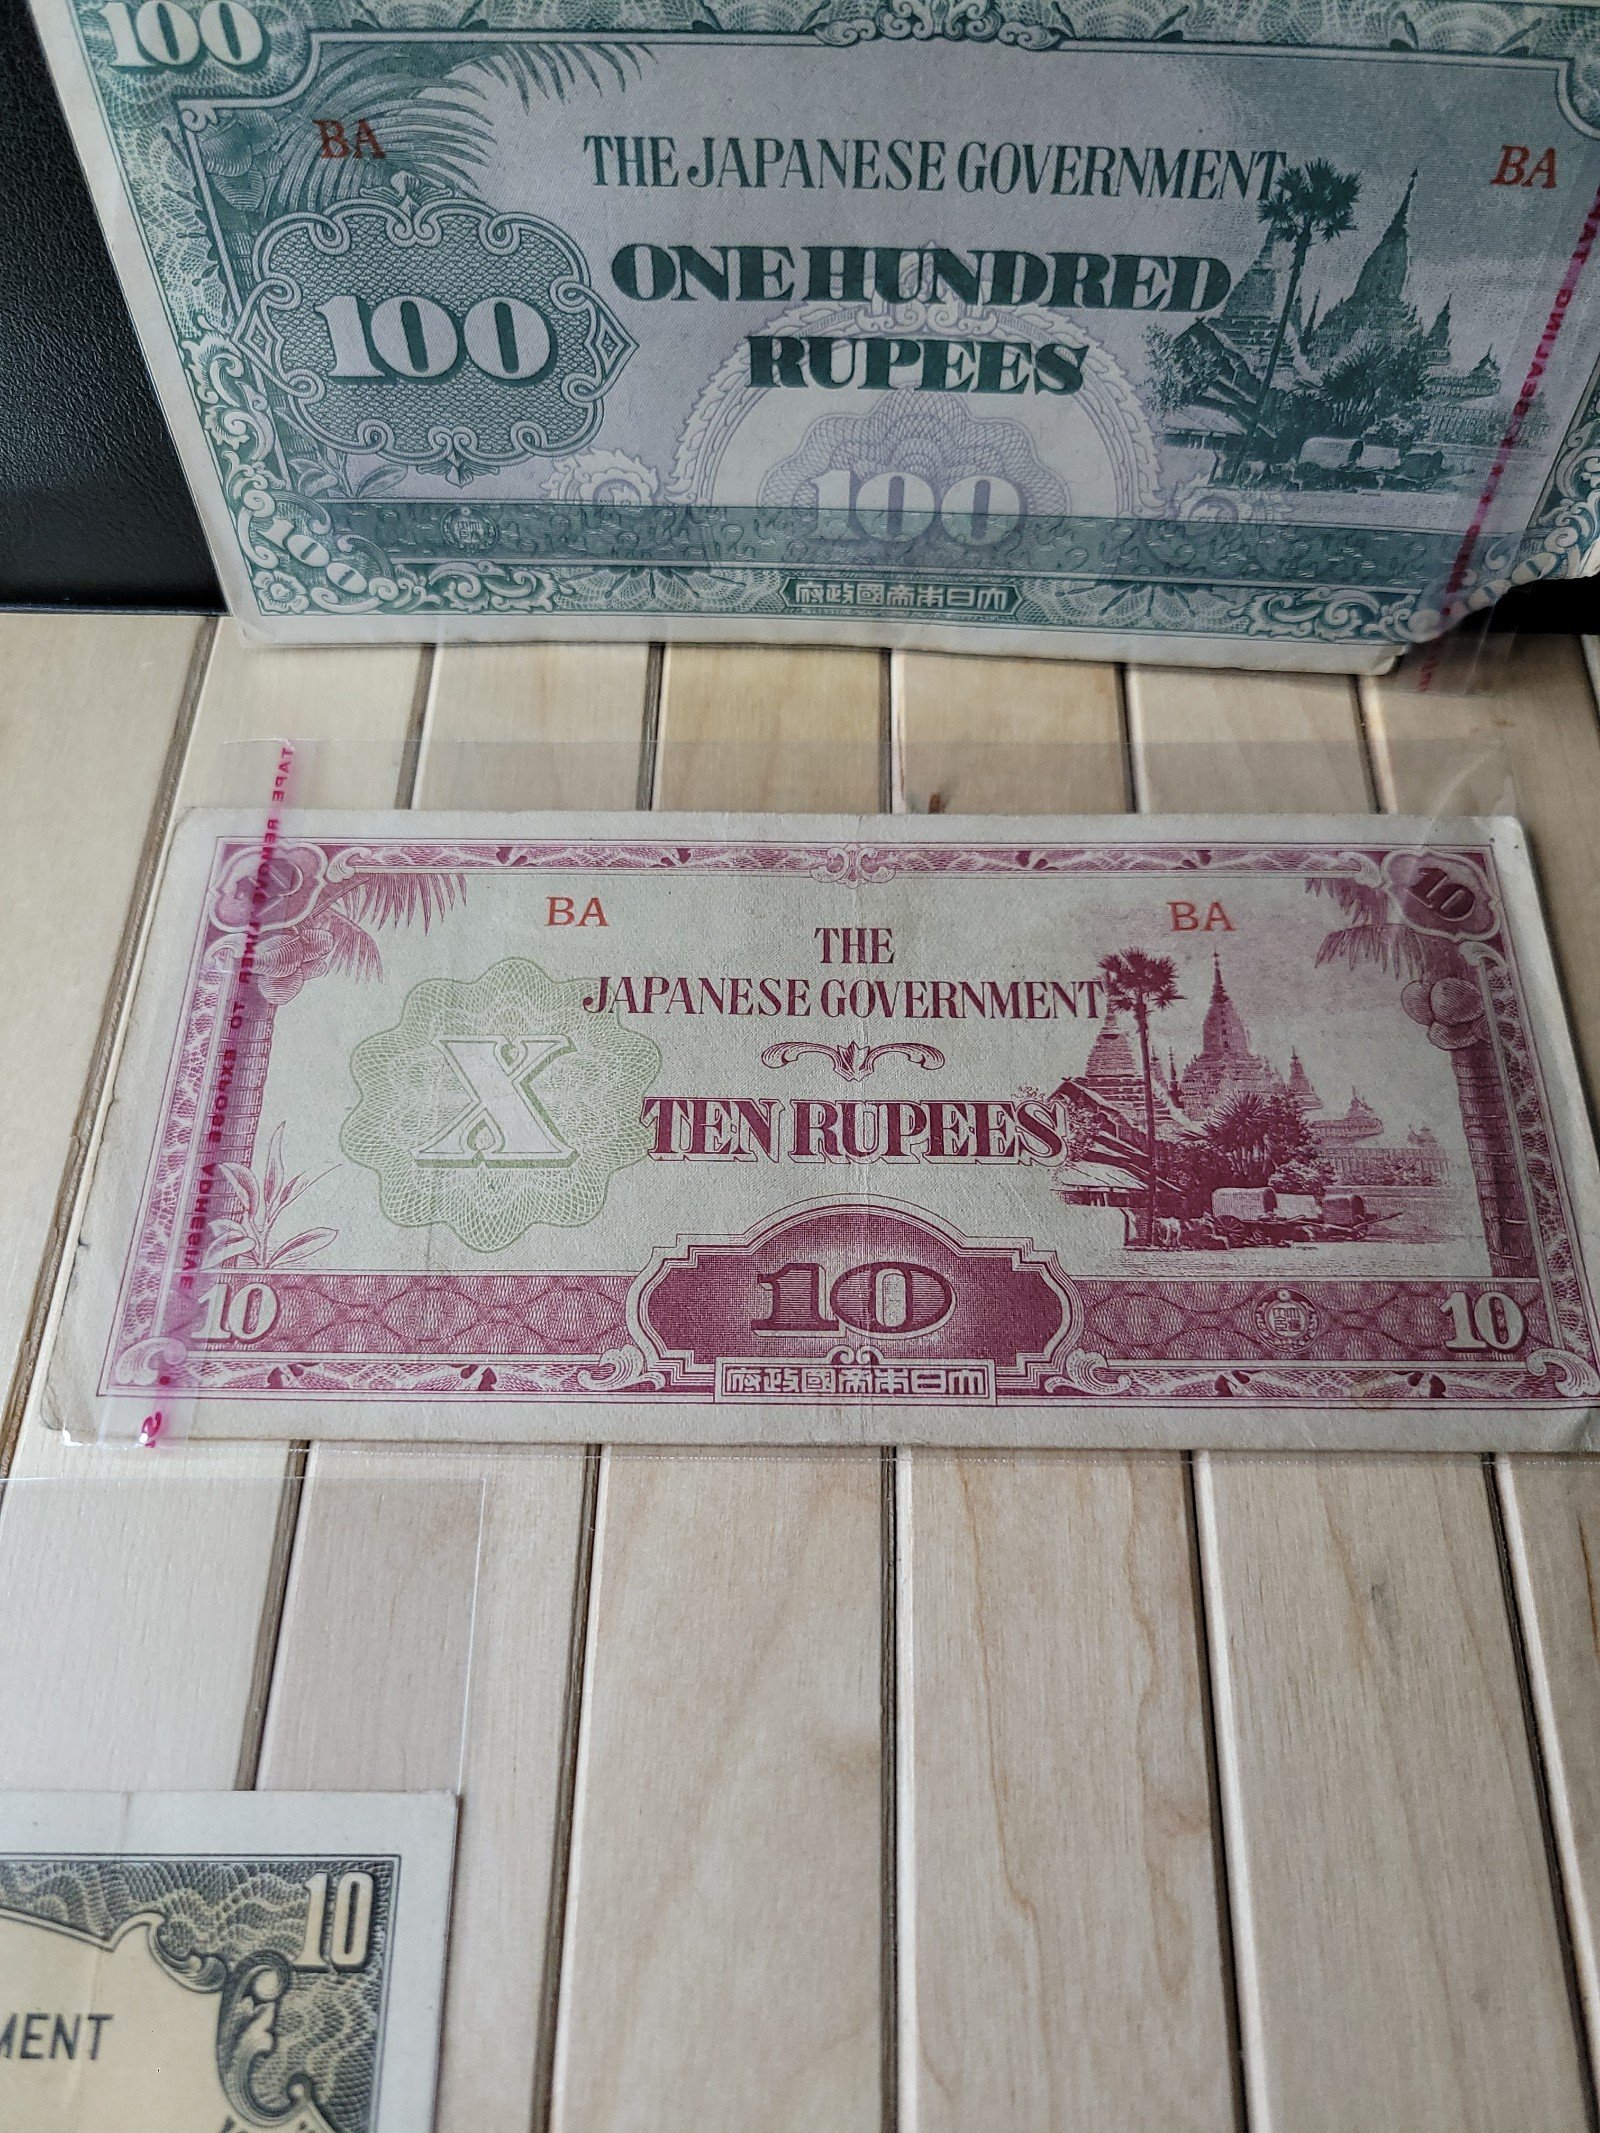 100
BA
BA
THE JAPANESE GOVERNMENT
ONE HUNDRED
RUPEES
100
100
100
府政國帝本日大
BA
BA
10
THE
JAPANESE GOVERNMENT
X
TEN RUPEES
10
10
10
府政國帝本日大
TAPE REMOVE LINER TO EXPOSE ADHESIVE
10
MENT